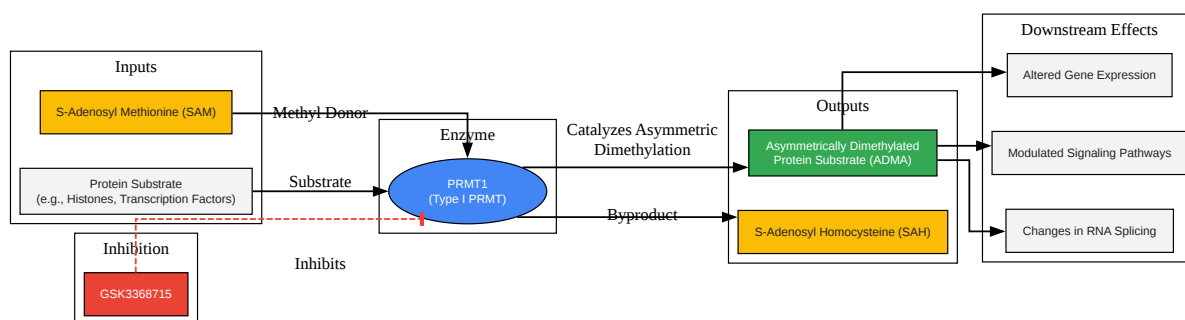 Inputs
S-Adenosyl Methionine (SAM)
Protein Substrate
(e.g., Histones, Transcription Factors)
Inhibition
GSK3368715
Methyl Donor
Substrate
Inhibits
Enzyme
PRMT1
(Type I PRMT)
Catalyzes Asymmetric
Dimethylation
Byproduct
Outputs
Asymmetrically Dimethylated
Protein Substrate (ADMA)
S-Adenosyl Homocysteine (SAH)
Downstream Effects
Altered Gene Expression
Modulated Signaling Pathways
Changes in RNA Splicing